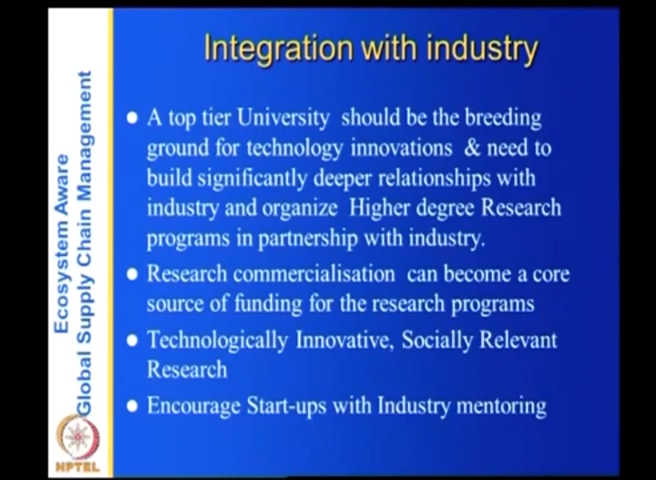 Integration with industry
A top tier University should be the breeding
ground for technology innovations & need to
build significantly deeper relationships with
industry and organize Higher degree Research
programs in partnership with industry.
Research commercialisation can become a core
source of funding for the research programs
Technologically Innovative, Socially Relevant
Research
Encourage Start-ups with Industry mentoring
Ecosystem Aware
Global Supply Chain Management
NPTEL